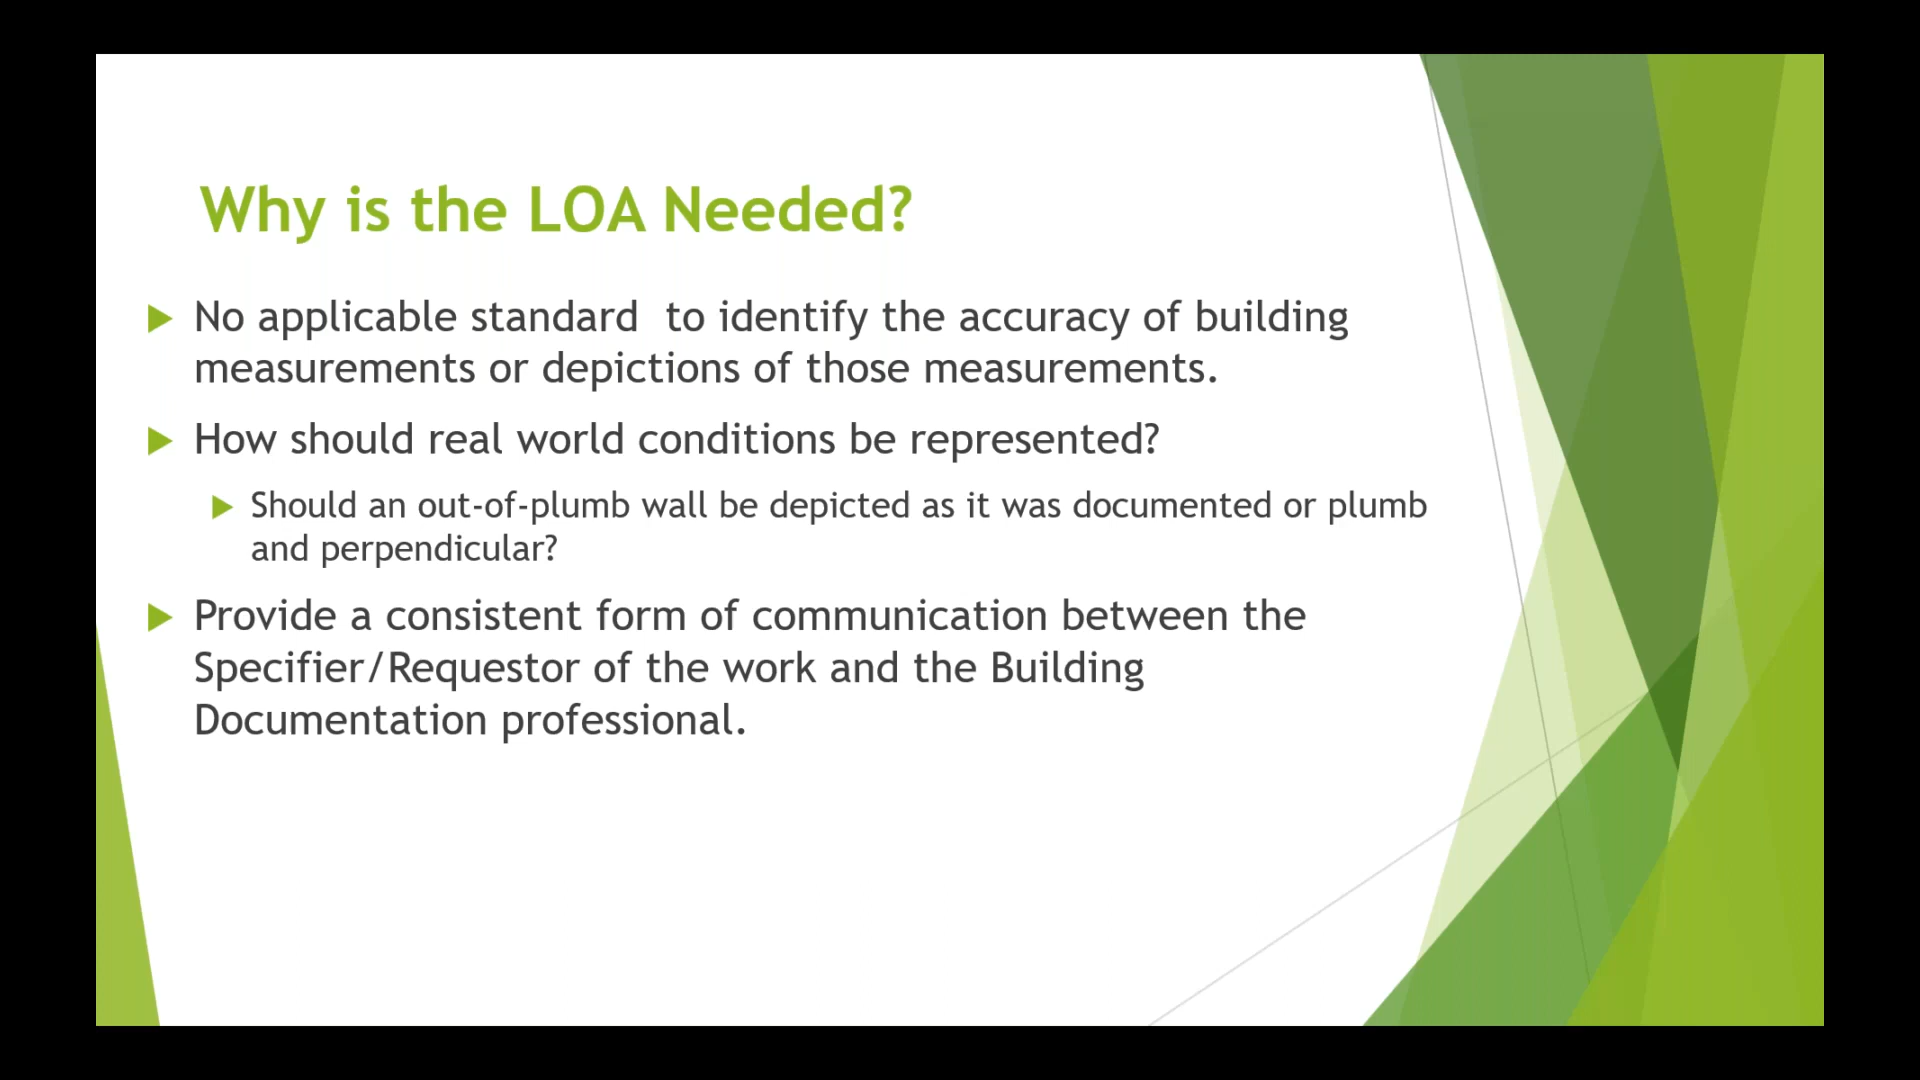 Why is the LOA Needed?
No applicable standard  to identify the accuracy of building
measurements or depictions of those measurements.
How should real world conditions be represented?
Should an out-of-plumb wall be depicted as it was documented or plumb
and perpendicular?
Provide a consistent form of communication between the
Specifier/Requestor of the work and the Building
Documentation professional.